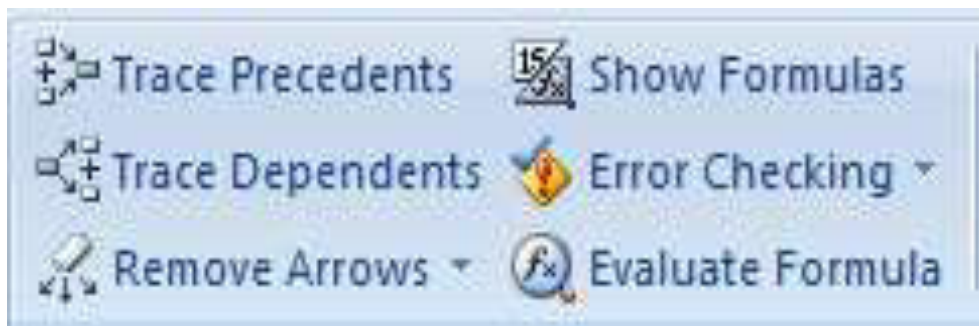 Trace Precedents
Trace Dependents
Remove Arrows
Show Formulas
Error Checking
Evaluate Formula